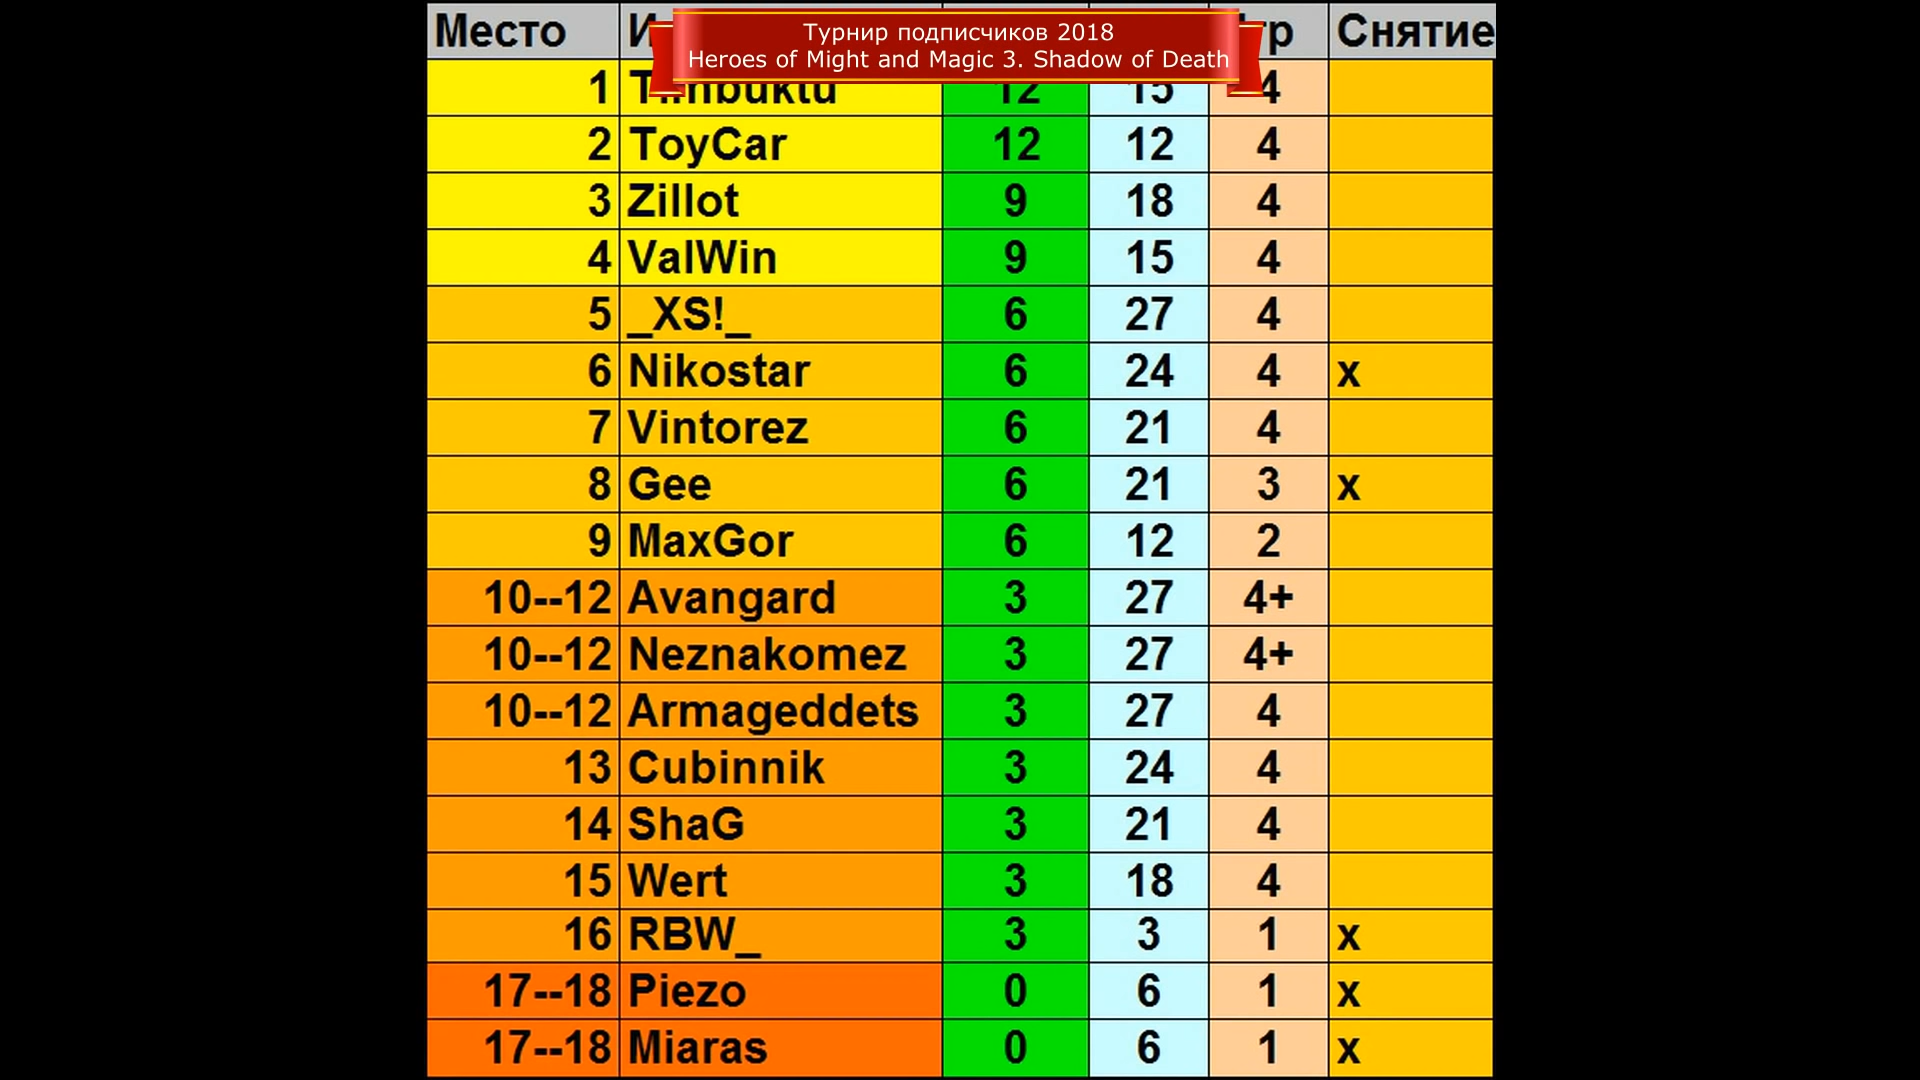 Турнир подписчиков 2018
Heroes of Might and Magic 3. Shadow of Death
Место Снятие
1 Timbuktu 12 15 4
2 ToyCar 12 12 4
3 Zillot 9 18 4
4 ValWin 9 15 4
5 _XS!_ 6 27 4
6 Nikostar 6 24 4 x
7 Vintorez 6 21 4
8 Gee 6 21 3 x
9 MaxGor 6 12 2
10--12 Avangard 3 27 4+
10--12 Neznakomez 3 27 4+
10--12 Armageddets 3 27 4
13 Cubinnik 3 24 4
14 ShaG 3 21 4
15 Wert 3 18 4
16 RBW_ 3 3 1 x
17--18 Piezo 0 6 1 x
17--18 Miaras 0 6 1 x